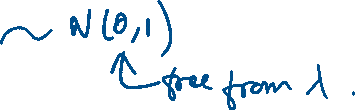 ~ N(0,1)
free from λ.